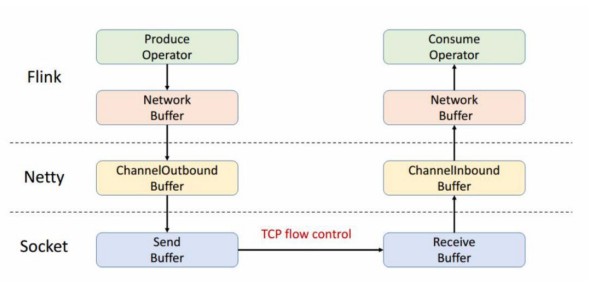 Produce
Operator
Consume
Operator
Flink
Network
Buffer
Network
Buffer
Netty
ChannelOutbound
Buffer
ChannelInbound
Buffer
Socket
Send
Buffer
TCP flow control
Receive
Buffer